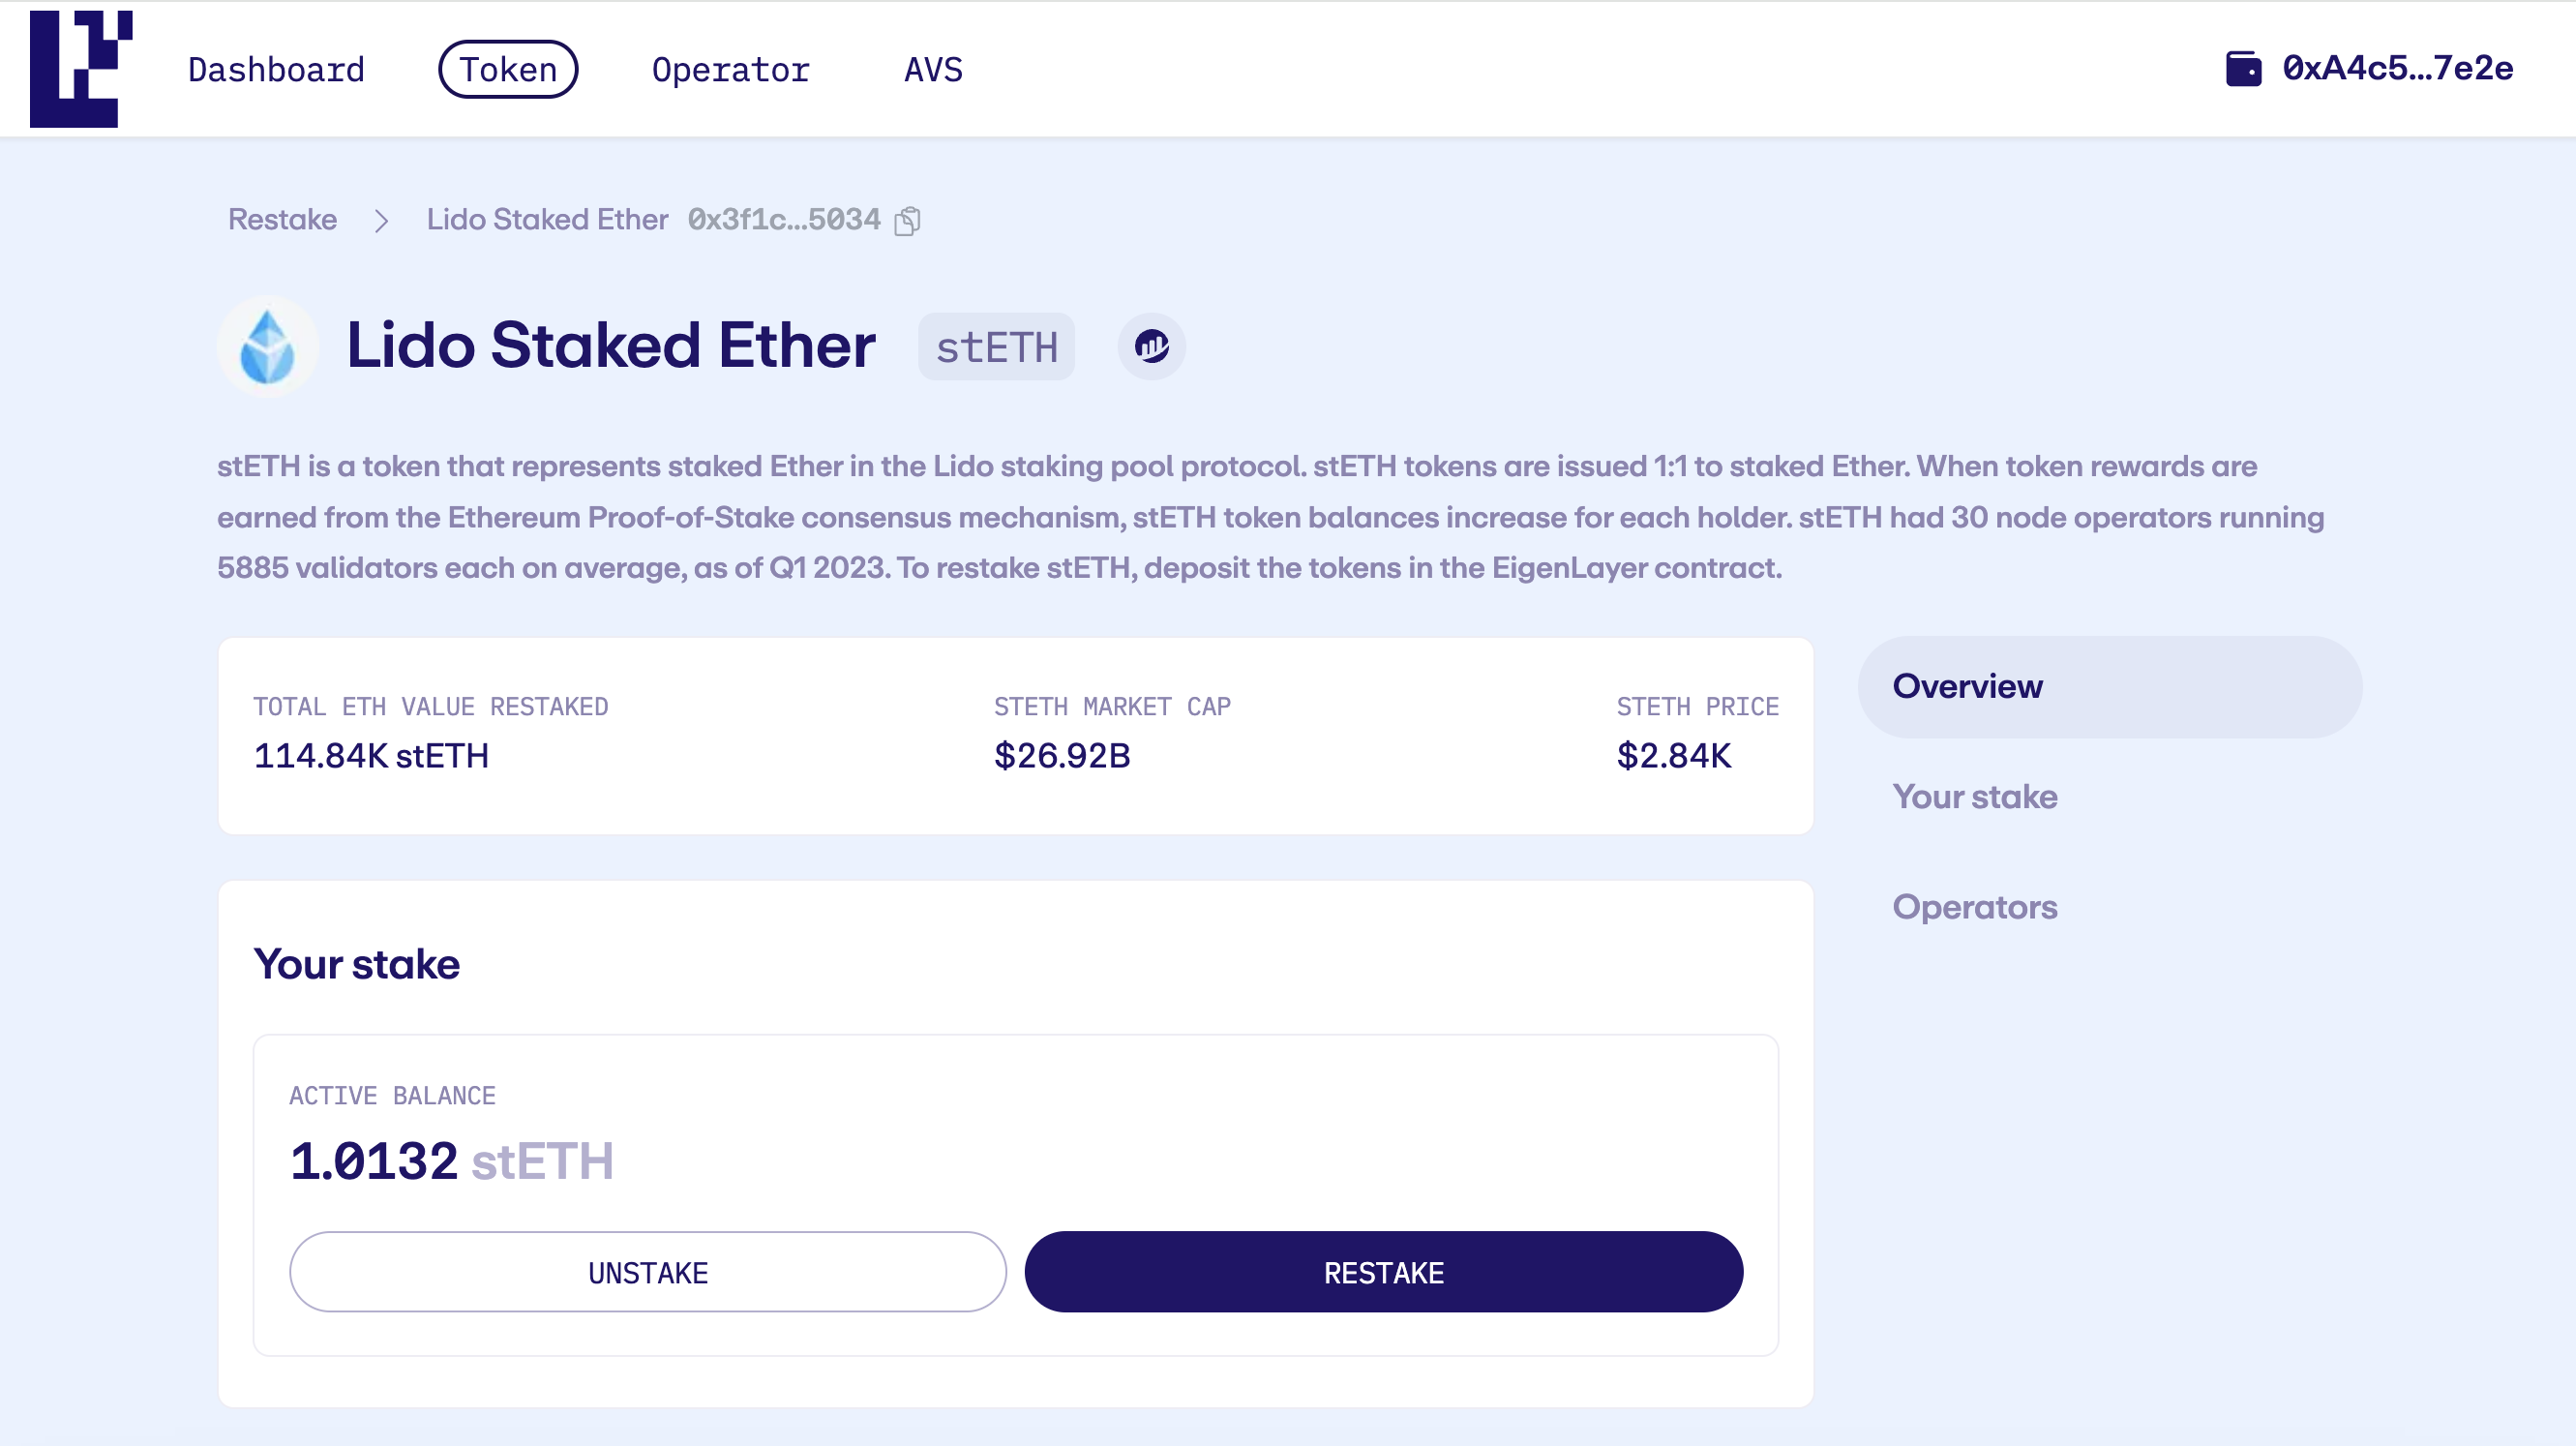 Dashboard Token Operator AVS 0xA4c5...7e2e
Restake > Lido Staked Ether 0x3f1c...5034
Lido Staked Ether stETH
stETH is a token that represents staked Ether in the Lido staking pool protocol. stETH tokens are issued 1:1 to staked Ether. When token rewards are
earned from the Ethereum Proof-of-Stake consensus mechanism, stETH token balances increase for each holder. stETH had 30 node operators running
5885 validators each on average, as of Q1 2023. To restake stETH, deposit the tokens in the EigenLayer contract.
TOTAL ETH VALUE RESTAKED STETH MARKET CAP STETH PRICE
114.84K stETH $26.92B $2.84K
Overview
Your stake
Operators
Your stake
ACTIVE BALANCE
1.0132 stETH
UNSTAKE RESTAKE